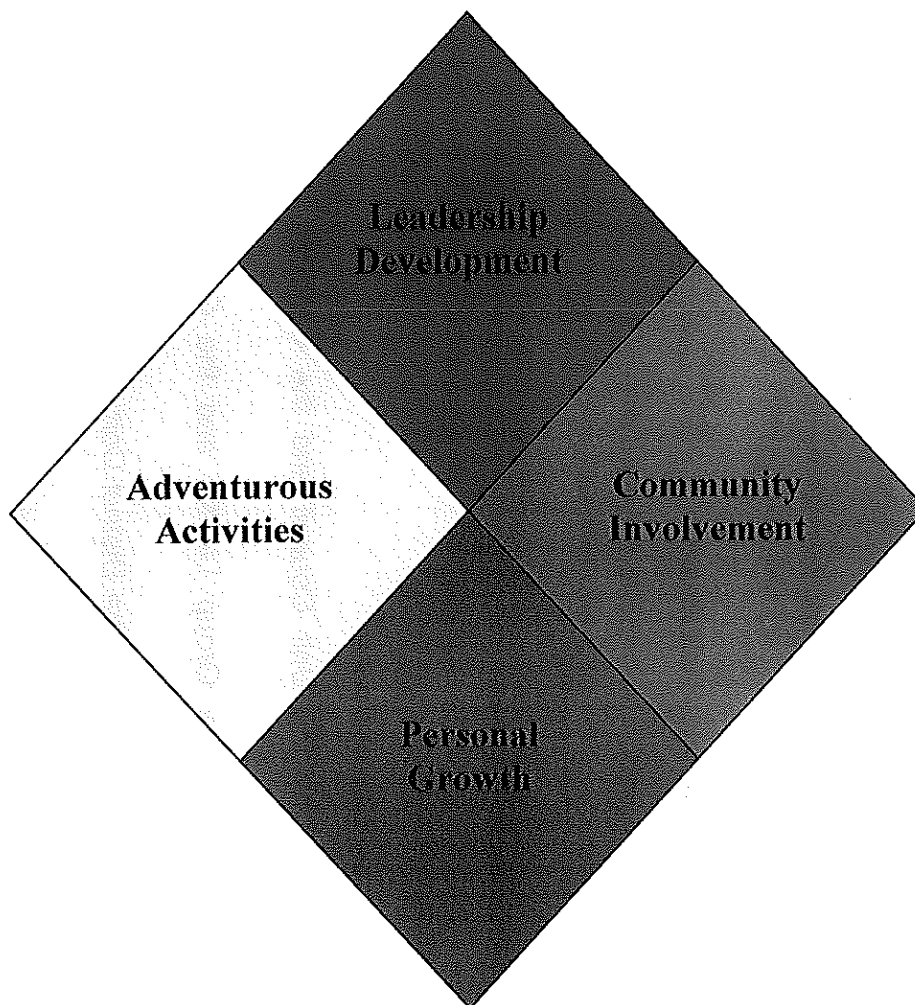 Leadership
Development
Adventurous
Activities
Community
Involvement
Personal
Growth